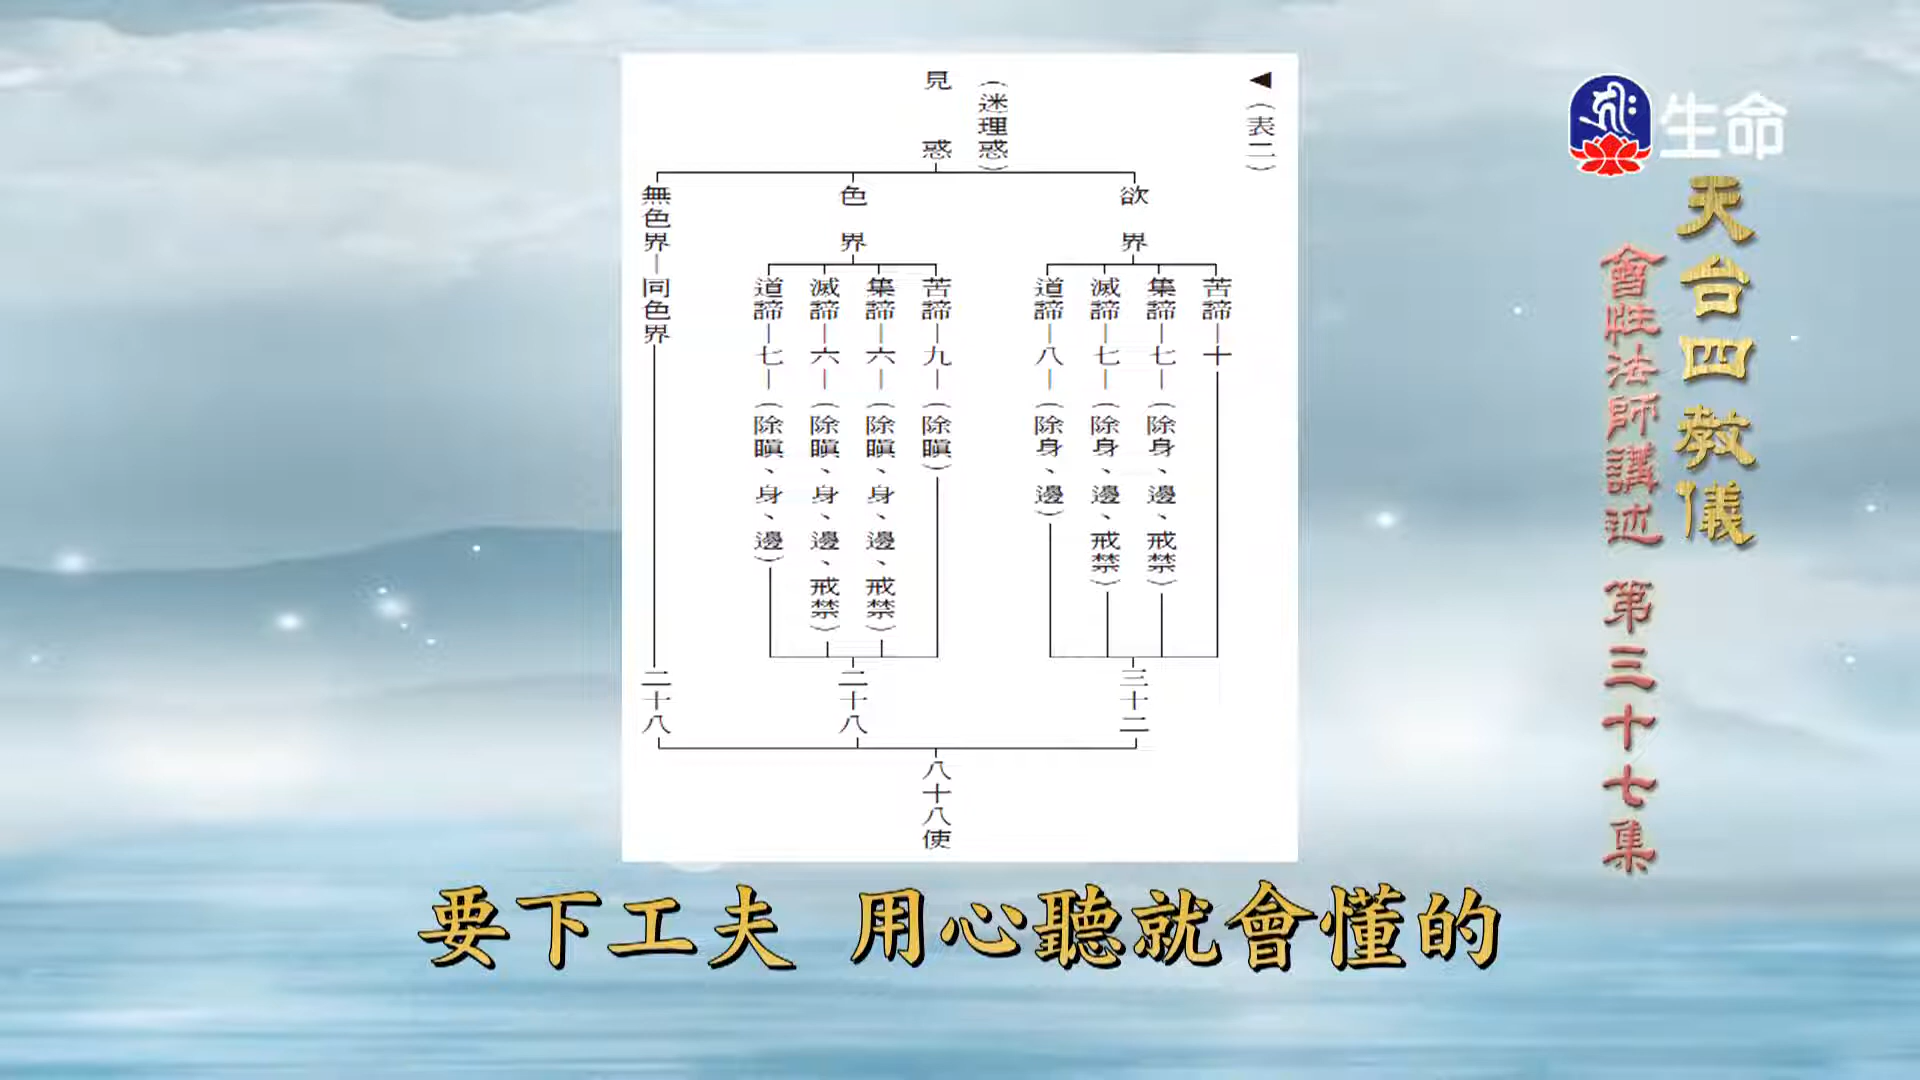 ◀(表二)
(迷理惑)
見惑
欲界
苦諦—十
集諦—七—(除身、邊、戒禁)
滅諦—七—(除身、邊、戒禁)
道諦—八—(除身、邊)
三十二
色界
苦諦—九—(除瞋)
集諦—六—(除瞋、身、邊、戒禁)
滅諦—六—(除瞋、身、邊、戒禁)
道諦—七—(除瞋、身、邊)
二十八
無色界—同色界
二十八
八十八使
生命
天台四教儀
會性法師講述 第三十七集
要下工夫 用心聽就會懂的